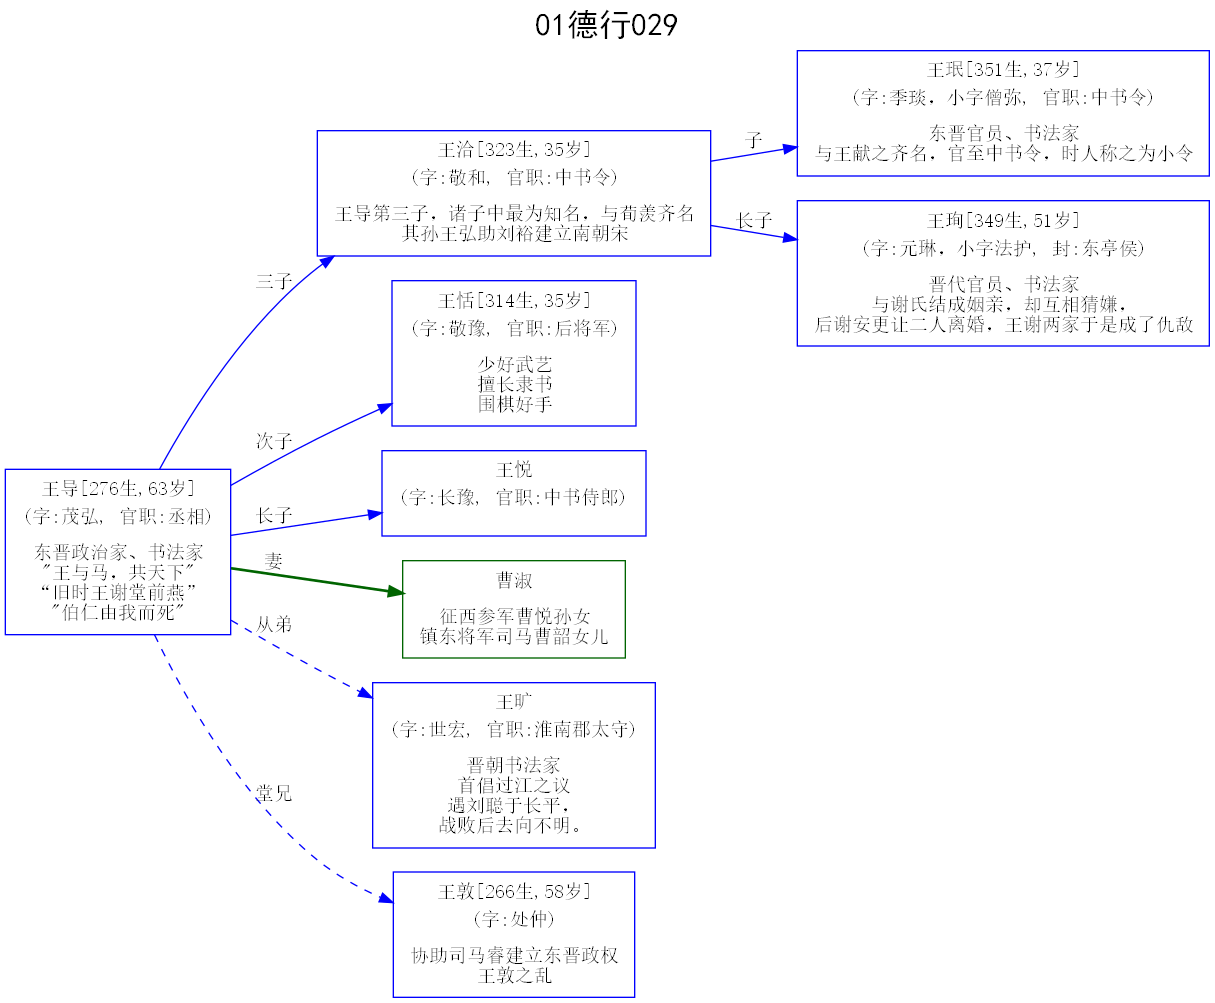 01德行029
王珉[351生,37岁]
(字:季琰，小字僧弥, 官职:中书令)
东晋官员、书法家
与王献之齐名，官至中书令，时人称之为小令
王洽[323生,35岁]
(字:敬和, 官职:中书令)
王导第三子，诸子中最为知名，与荀羡齐名
其孙王弘助刘裕建立南朝宋
子
长子
王珣[349生,51岁]
(字:元琳，小字法护, 封:东亭侯)
晋代官员、书法家
与谢氏结成姻亲，却互相猜嫌，
后谢安更让二人离婚，王谢两家于是成了仇敌
三子
王恬[314生,35岁]
(字:敬豫, 官职:后将军)
少好武艺
擅长隶书
围棋好手
次子
王悦
(字:长豫, 官职:中书侍郎)
长子
王导[276生,63岁]
(字:茂弘, 官职:丞相)
东晋政治家、书法家
"王与马，共天下"
“旧时王谢堂前燕”
"伯仁由我而死"
妻
曹淑
征西参军曹悦孙女
镇东将军司马曹韶女儿
从弟
王旷
(字:世宏, 官职:淮南郡太守)
晋朝书法家
首倡过江之议
遇刘聪于长平，
战败后去向不明。
堂兄
王敦[266生,58岁]
(字:处仲)
协助司马睿建立东晋政权
王敦之乱